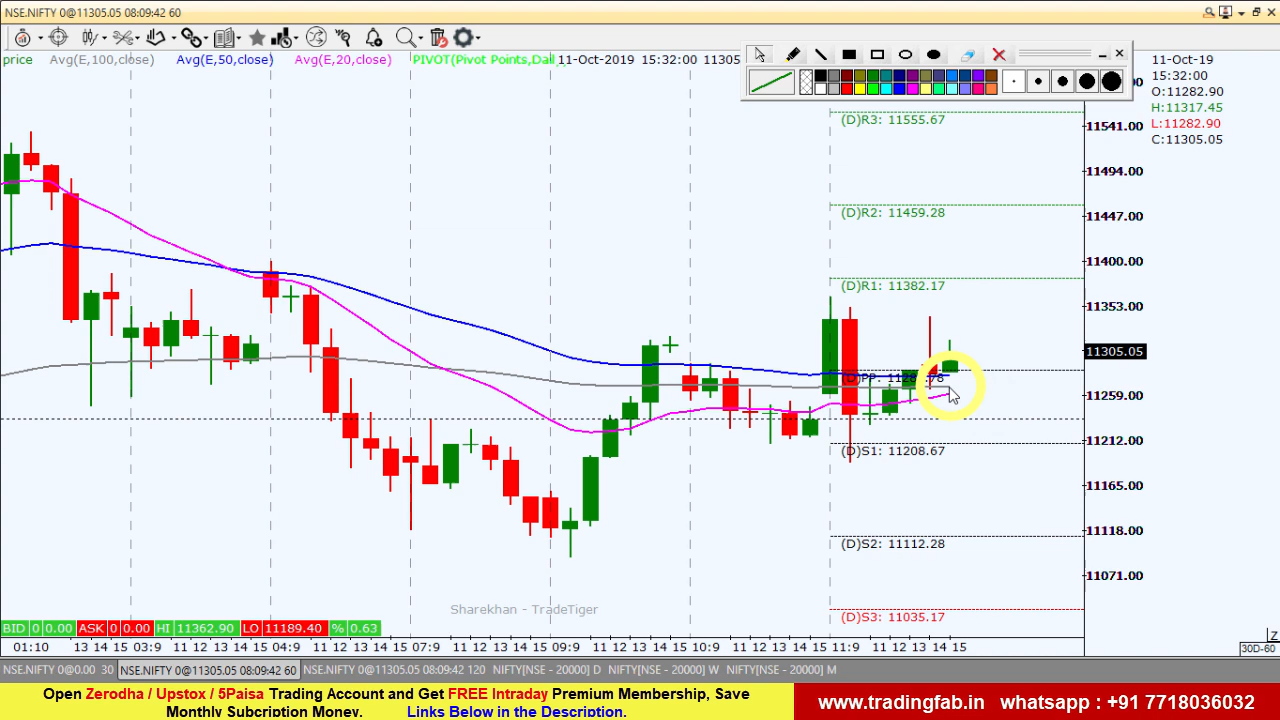 NSE.NIFTY 0@11305.05 08:09:42 60
price Avg(E,100,close) Avg(E,50,close) Avg(E,20,close) PIVOT(Pivot Points,Dail 11-Oct-2019 15:32:00 11305
11-Oct-19
15:32:00
O:11282.90
H:11317.45
L:11282.90
C:11305.05
(D)R3: 11555.67
(D)R2: 11459.28
(D)R1: 11382.17
(D)S1: 11208.67
(D)S2: 11112.28
(D)S3: 11035.17
11541.00
11494.00
11447.00
11400.00
11353.00
11305.05
11259.00
11212.00
11165.00
11118.00
11071.00
Sharekhan - TradeTiger
BID 0 0.00 ASK 0 0.00 HI 11362.90 LO 11189.40 % 0.63
01:10 13 14 15 03:9 11 12 13 14 15 04:9 11 12 13 14 15 07:9 11 12 13 14 15 09:9 11 12 13 14 15 10:9 11 12 13 14 15 11:9 11 12 13 14 15
Z
30D-60
NSE.NIFTY 0@0.00 30 NSE.NIFTY 0@11305.05 08:09:42 60 NSE.NIFTY 0@11305.05 08:09:42 120 NIFTY[NSE - 20000] D NIFTY[NSE - 20000] W NIFTY[NSE - 20000] M
Open Zerodha / Upstox / 5Paisa Trading Account and Get FREE Intraday Premium Membership, Save
Monthly Subcription Money. Links Below in the Description.
www.tradingfab.in whatsapp : +91 7718036032